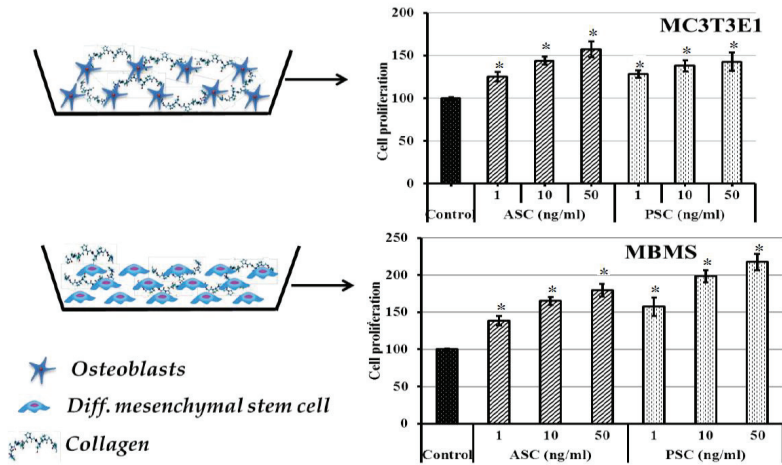 MC3T3E1
Cell proliferation
200
150
100
50
0
* * * * * *
1 10 50 1 10 50
Control ASC (ng/ml) PSC (ng/ml)
MBMS
Cell proliferation
250
200
150
100
50
0
* * * * * *
1 10 50 1 10 50
Control ASC (ng/ml) PSC (ng/ml)
Osteoblasts
Diff. mesenchymal stem cell
Collagen